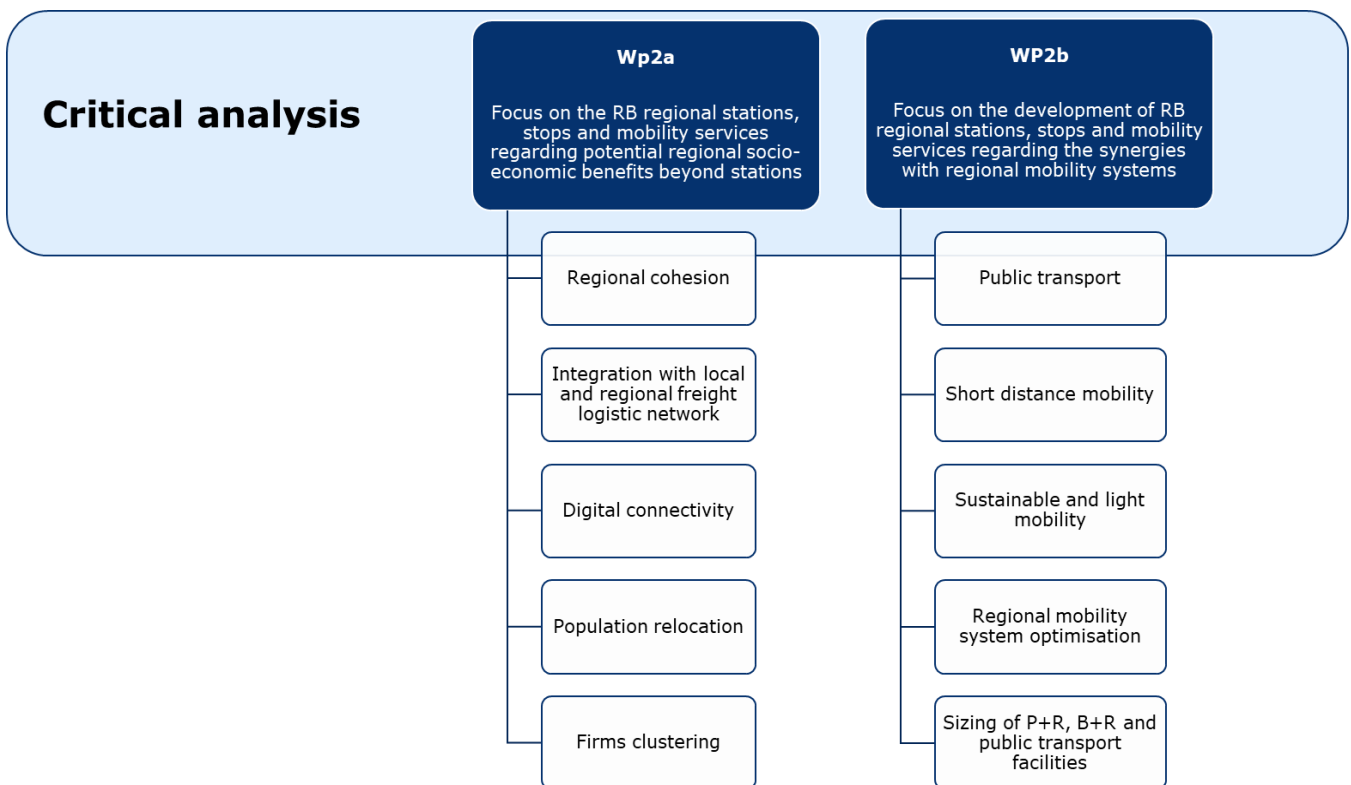 Critical analysis
Wp2a
Focus on the RB regional stations,
stops and mobility services
regarding potential regional socio-
economic benefits beyond stations
Regional cohesion
Integration with local
and regional freight
logistic network
Digital connectivity
Population relocation
Firms clustering
WP2b
Focus on the development of RB
regional stations, stops and mobility
services regarding the synergies
with regional mobility systems
Public transport
Short distance mobility
Sustainable and light
mobility
Regional mobility
system optimisation
Sizing of P+R, B+R and
public transport
facilities